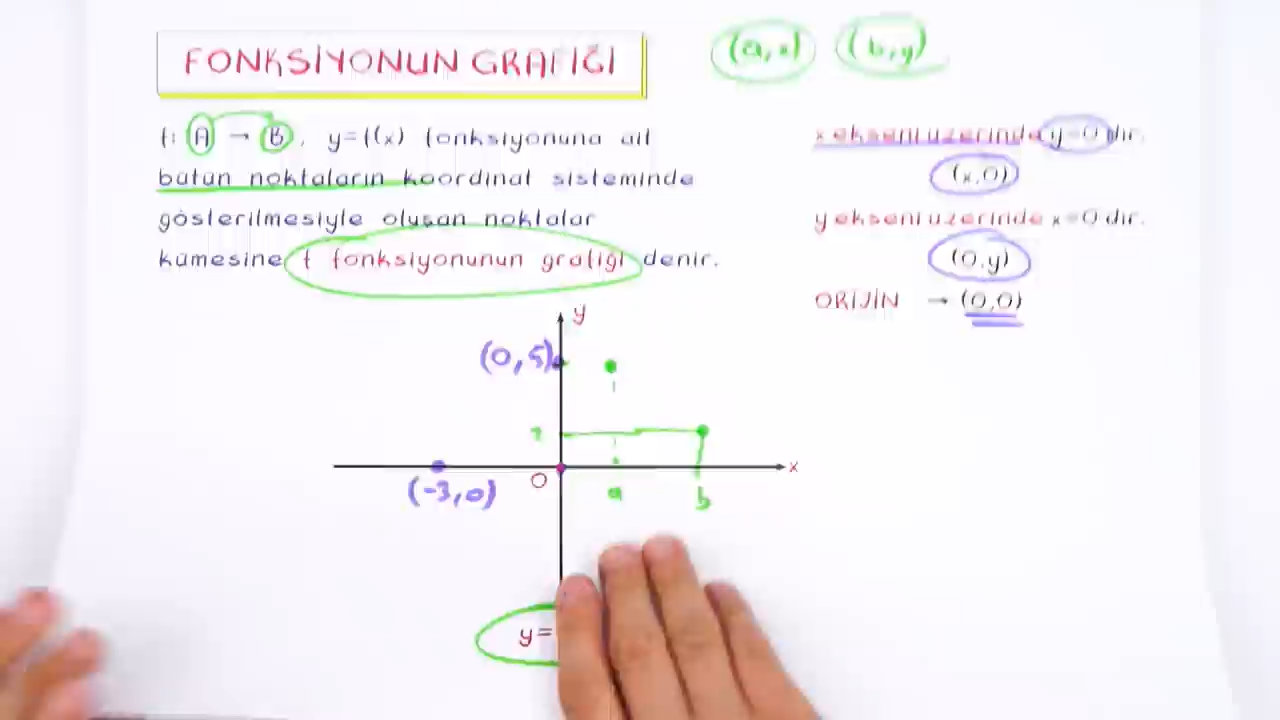 FONKSİYONUN GRAFİĞİ
(a,x) (b,y)
f: A → B, y=f(x) fonksiyonuna ait
bütün noktaların koordinat sisteminde
gösterilmesiyle oluşan noktalar
kümesine f fonksiyonunun grafiği denir.
x ekseni üzerinde y=0 dır.
(x,0)
y ekseni üzerinde x=0 dır.
(0,y)
ORİJİN → (0,0)
y
(0,5)
x
O
(-3,0)
a
b
y=